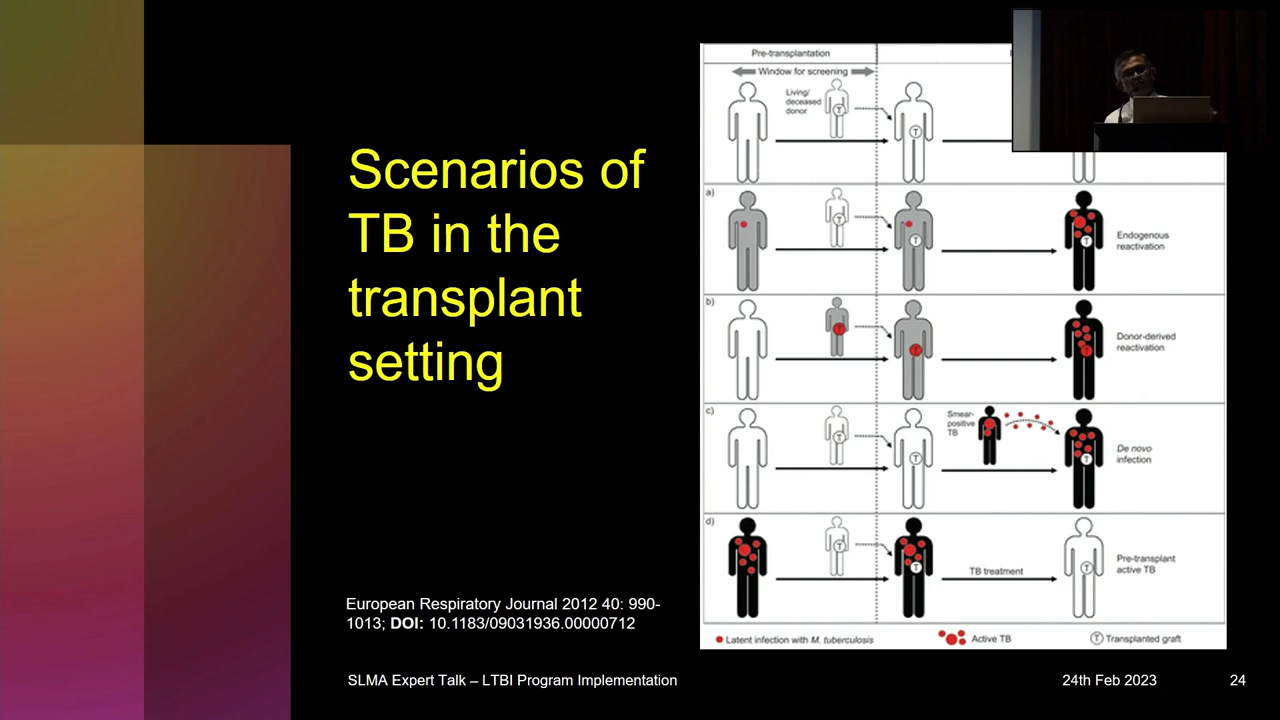 Scenarios of
TB in the
transplant
setting
European Respiratory Journal 2012 40: 990-
1013; DOI: 10.1183/09031936.00000712
Pre-transplantation
Window for screening
Living/
deceased
donor
T
T
a)
T
T
T
Endogenous
reactivation
b)
T
Donor-derived
reactivation
c)
T
T
Smear-
positive
TB
T
De novo
infection
d)
T
T
TB treatment
T
Pre-transplant
active TB
Latent infection with M. tuberculosis
Active TB
T Transplanted graft
SLMA Expert Talk – LTBI Program Implementation
24th Feb 2023
24